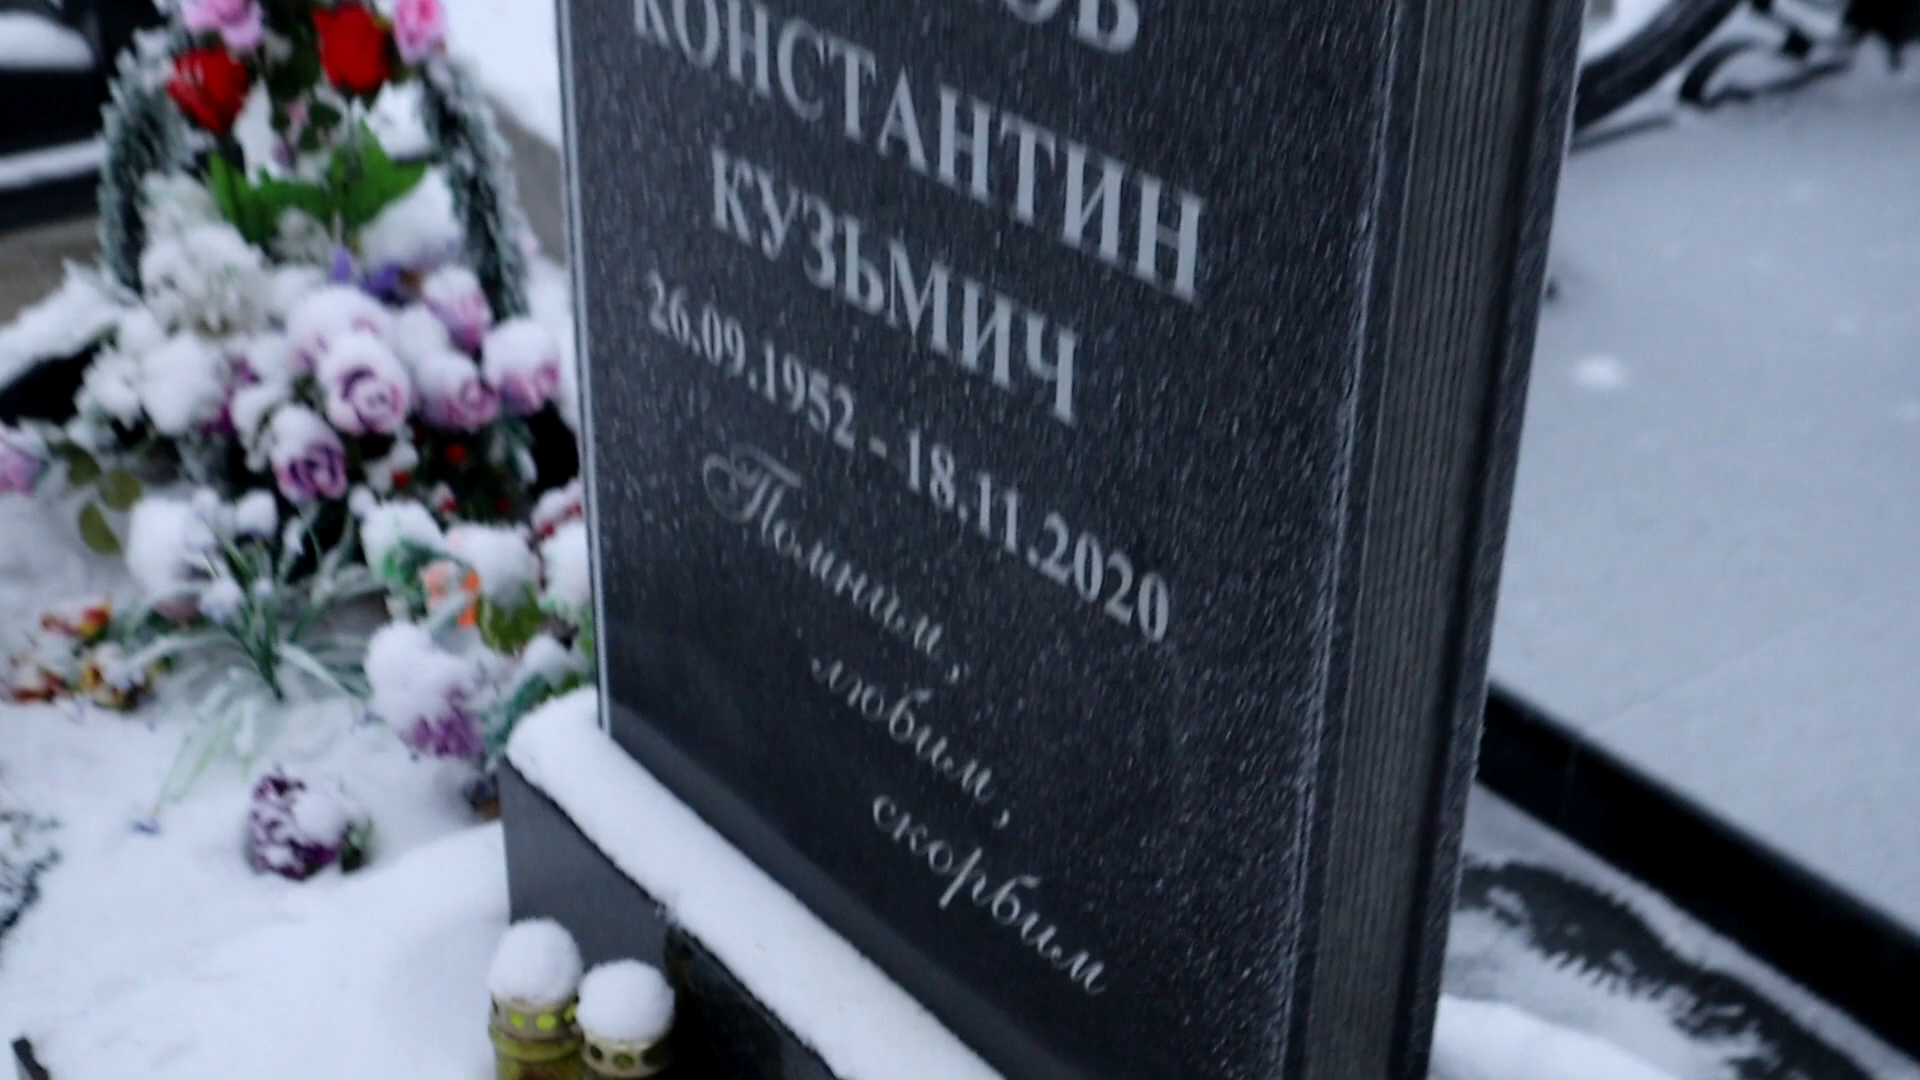 КОНСТАНТИН
КУЗЬМИЧ
26.09.1952 - 18.11.2020
Помним,
любим,
скорбим